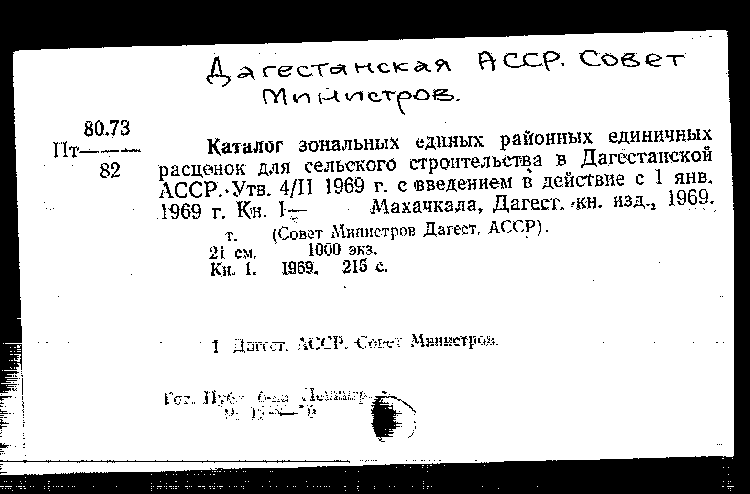 Дагестанская АССР. Совет
Министров.
80.73
Пт
82
Каталог зональных единых районных единичных
расценок для сельского строительства в Дагестанской
АССР. Утв. 4/II 1969 г. с введением в действие с 1 янв.
1969 г. Кн. 1— Махачкала, Дагест. кн. изд., 1969.
т. (Совет Министров Дагест. АССР).
21 см. 1000 экз.
Кн. 1. 1969. 215 с.
1 Дагест. АССР. Совет Министров.
Гос. Публ. б-ка